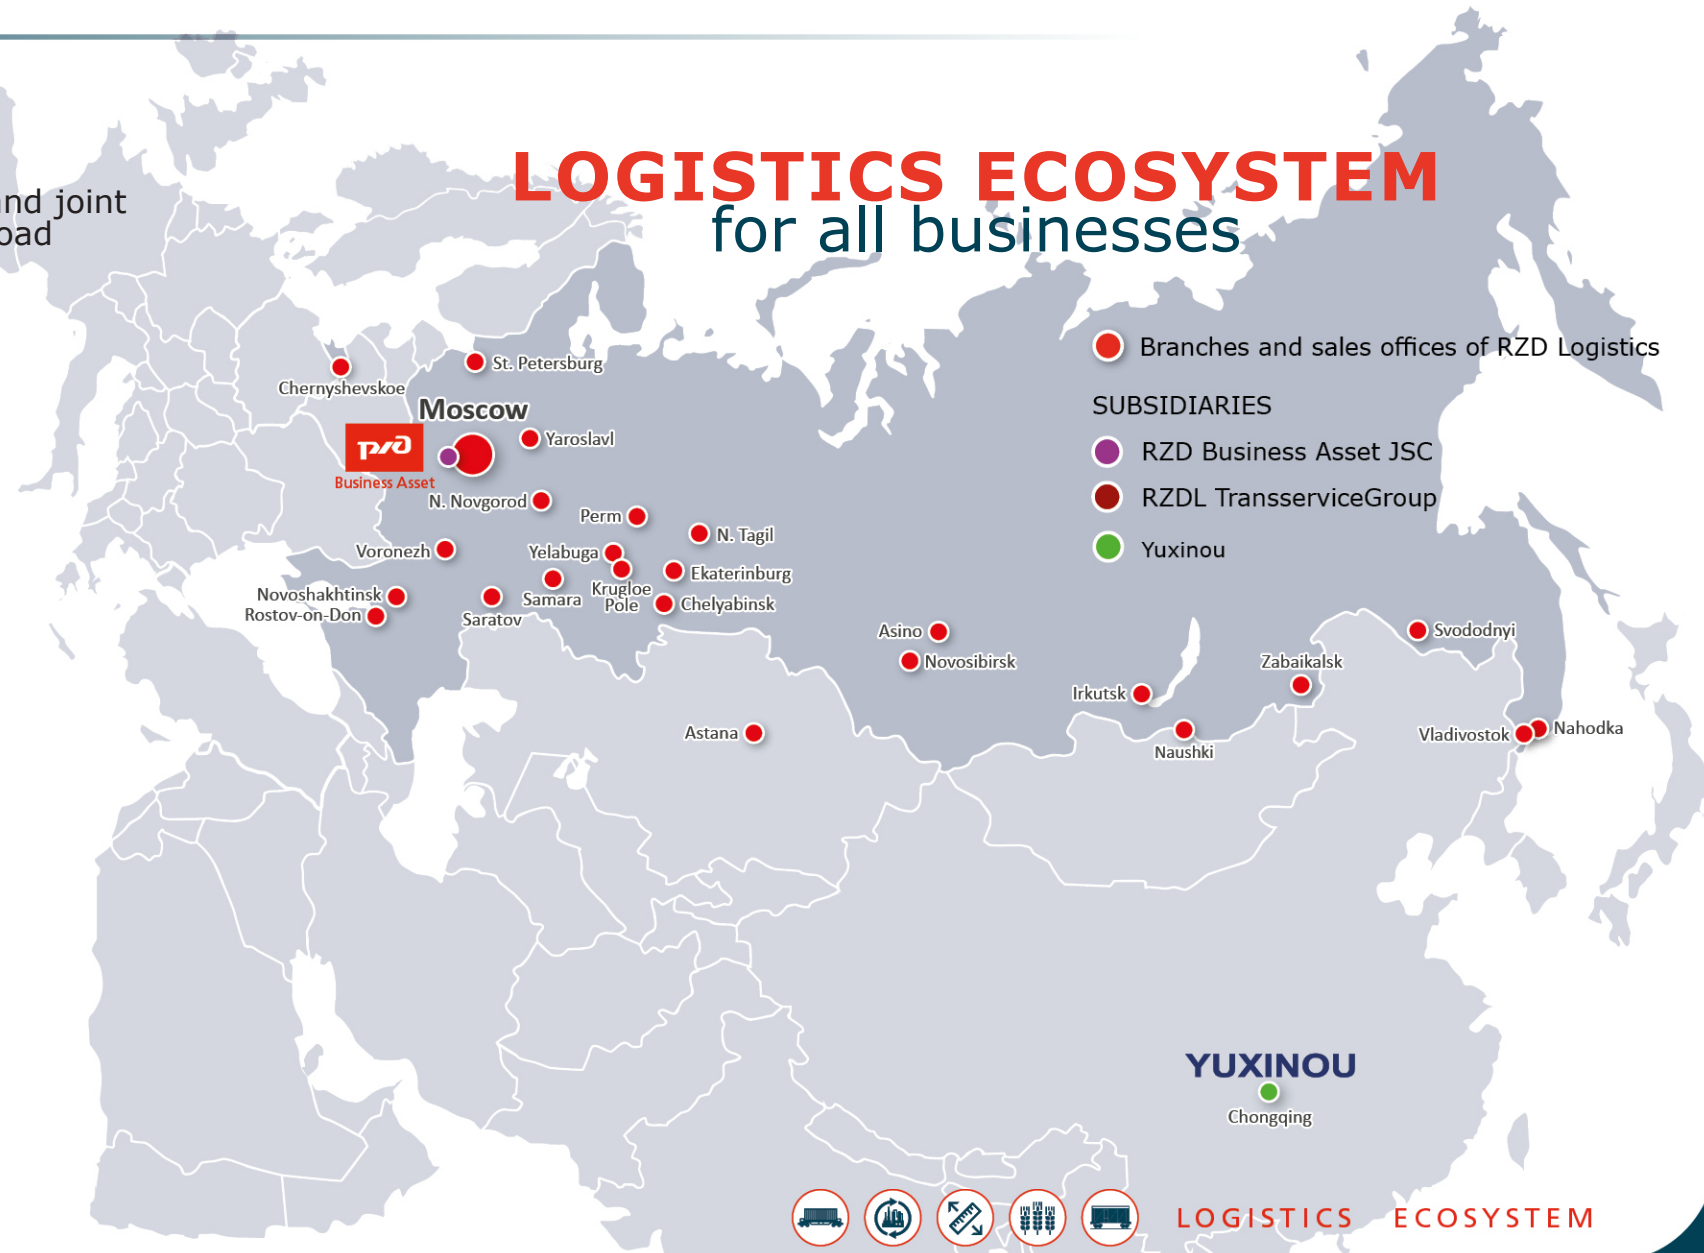 LOGISTICS ECOSYSTEM
for all businesses
and joint
oad
Branches and sales offices of RZD Logistics
SUBSIDIARIES
RZD Business Asset JSC
RZDL TransserviceGroup
Yuxinou
St. Petersburg
Chernyshevskoe
Moscow
Yaroslavl
ржд
Business Asset
N. Novgorod
Perm
N. Tagil
Voronezh
Yelabuga
Ekaterinburg
Krugloe
Pole
Samara
Chelyabinsk
Novoshakhtinsk
Rostov-on-Don
Saratov
Asino
Novosibirsk
Svododnyi
Zabaikalsk
Irkutsk
Naushki
Astana
Vladivostok
Nahodka
YUXINOU
Chongqing
LOGISTICS ECOSYSTEM